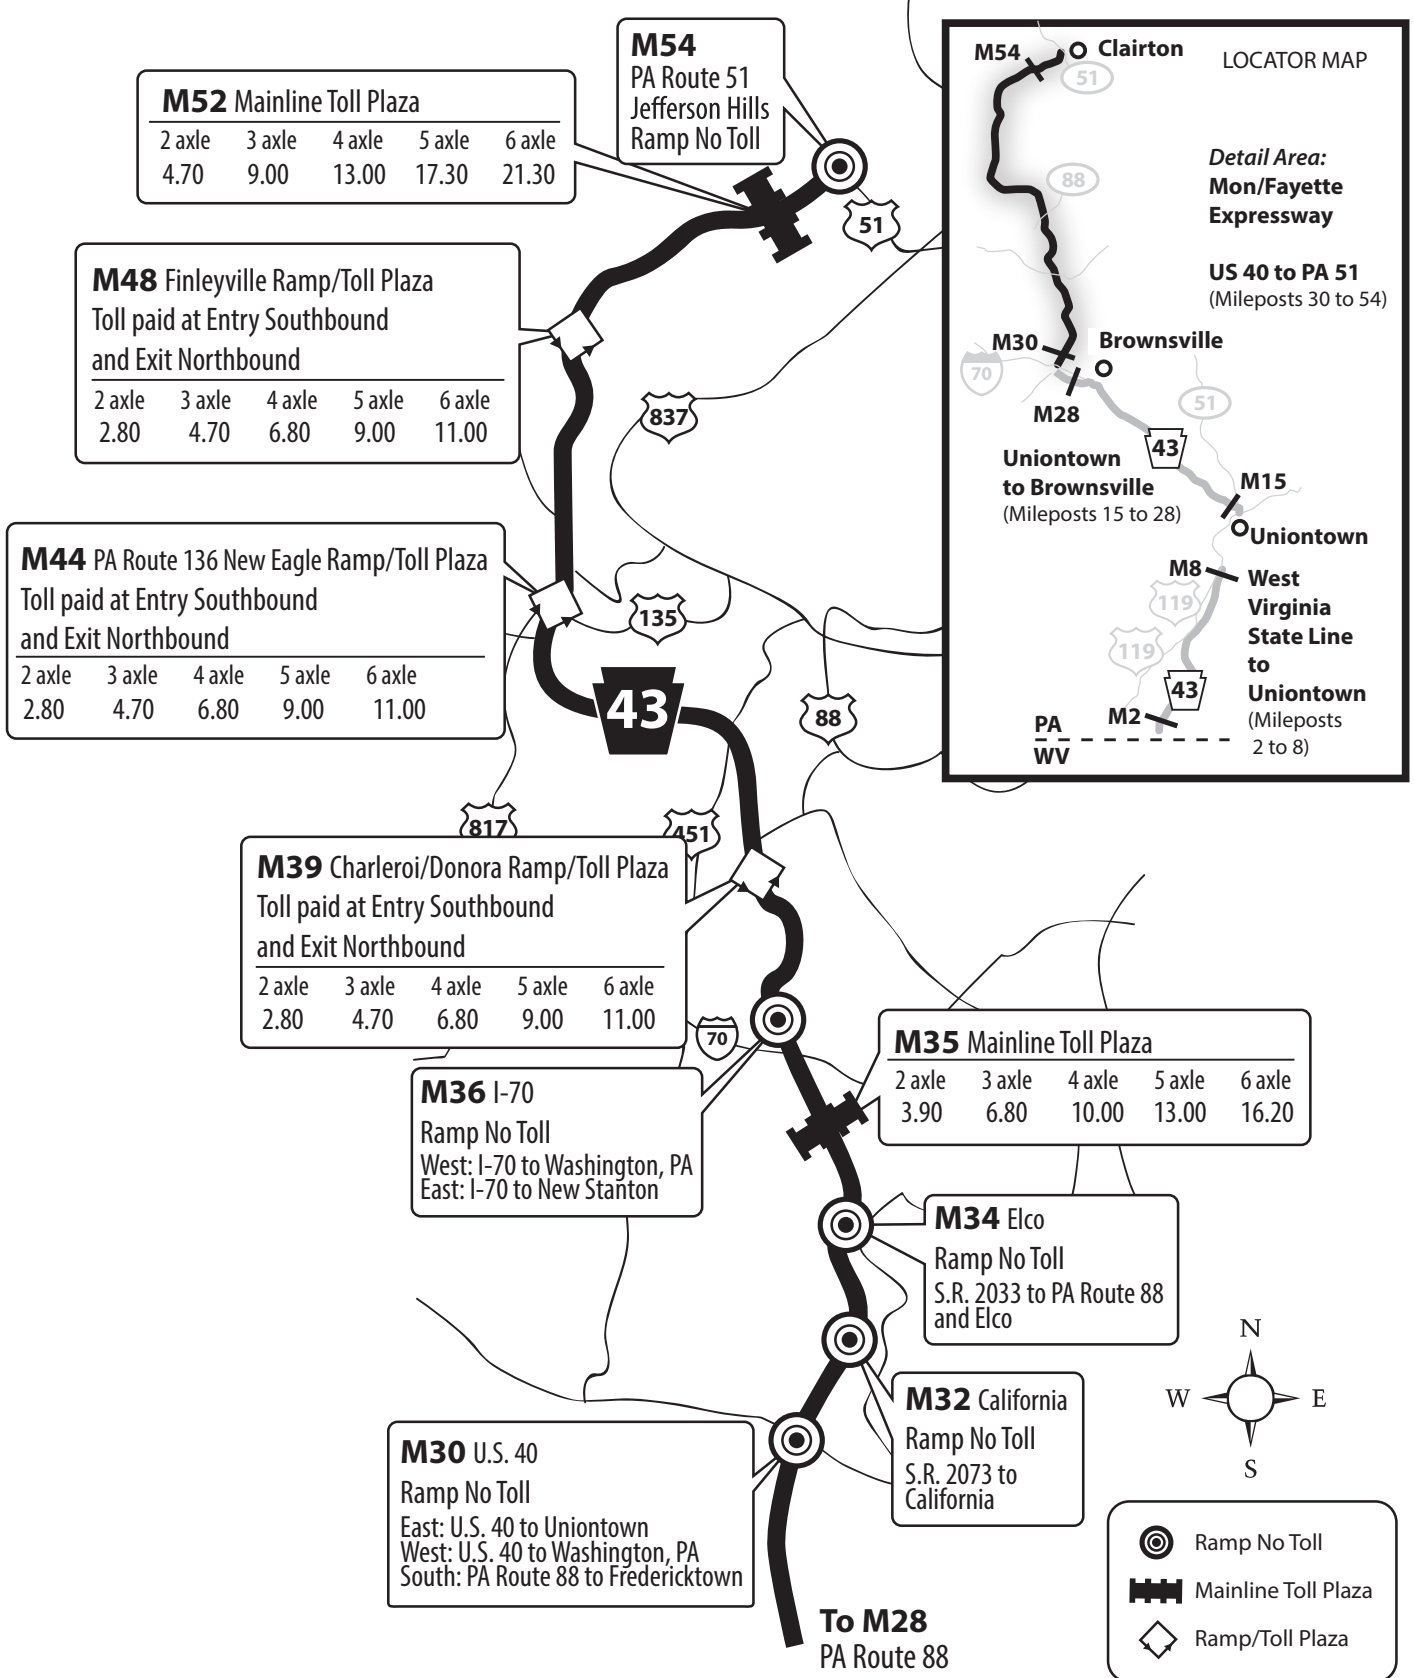 M54
PA Route 51
Jefferson Hills
Ramp No Toll
M52 Mainline Toll Plaza
2 axle 3 axle 4 axle 5 axle 6 axle
4.70 9.00 13.00 17.30 21.30
51
M48 Finleyville Ramp/Toll Plaza
Toll paid at Entry Southbound
and Exit Northbound
2 axle 3 axle 4 axle 5 axle 6 axle
2.80 4.70 6.80 9.00 11.00
837
M44 PA Route 136 New Eagle Ramp/Toll Plaza
Toll paid at Entry Southbound
and Exit Northbound
2 axle 3 axle 4 axle 5 axle 6 axle
2.80 4.70 6.80 9.00 11.00
135
43
88
817
451
M39 Charleroi/Donora Ramp/Toll Plaza
Toll paid at Entry Southbound
and Exit Northbound
2 axle 3 axle 4 axle 5 axle 6 axle
2.80 4.70 6.80 9.00 11.00
70
M36 I-70
Ramp No Toll
West: I-70 to Washington, PA
East: I-70 to New Stanton
M35 Mainline Toll Plaza
2 axle 3 axle 4 axle 5 axle 6 axle
3.90 6.80 10.00 13.00 16.20
M34 Elco
Ramp No Toll
S.R. 2033 to PA Route 88
and Elco
M32 California
Ramp No Toll
S.R. 2073 to
California
M30 U.S. 40
Ramp No Toll
East: U.S. 40 to Uniontown
West: U.S. 40 to Washington, PA
South: PA Route 88 to Fredericktown
To M28
PA Route 88
LOCATOR MAP
M54
Clairton
51
Detail Area:
Mon/Fayette
Expressway
88
US 40 to PA 51
(Mileposts 30 to 54)
M30
Brownsville
70
M28
51
43
Uniontown
to Brownsville
(Mileposts 15 to 28)
M15
Uniontown
M8
119
119
West
Virginia
State Line
to
Uniontown
(Mileposts
2 to 8)
43
M2
PA
WV
N
W E
S
Ramp No Toll
Mainline Toll Plaza
Ramp/Toll Plaza